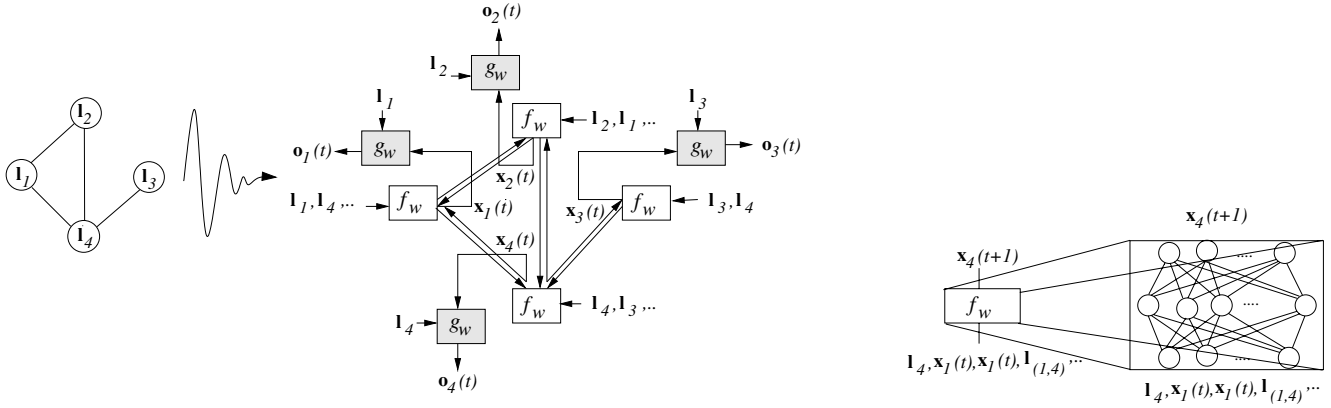 l2
l1
l3
l4
o2(t)
l2
gw
l1
l3
fw
l2, l1,..
o1(t)
gw
gw
o3(t)
x2(t)
l1, l4,..
fw
x1(t)
x3(t)
fw
l3, l4
x4(t)
fw
l4, l3,..
l4
gw
o4(t)
x4(t+1)
x4(t+1)
....
fw
....
....
l4, x1(t), x1(t), l(1,4),..
l4, x1(t), x1(t), l(1,4),..